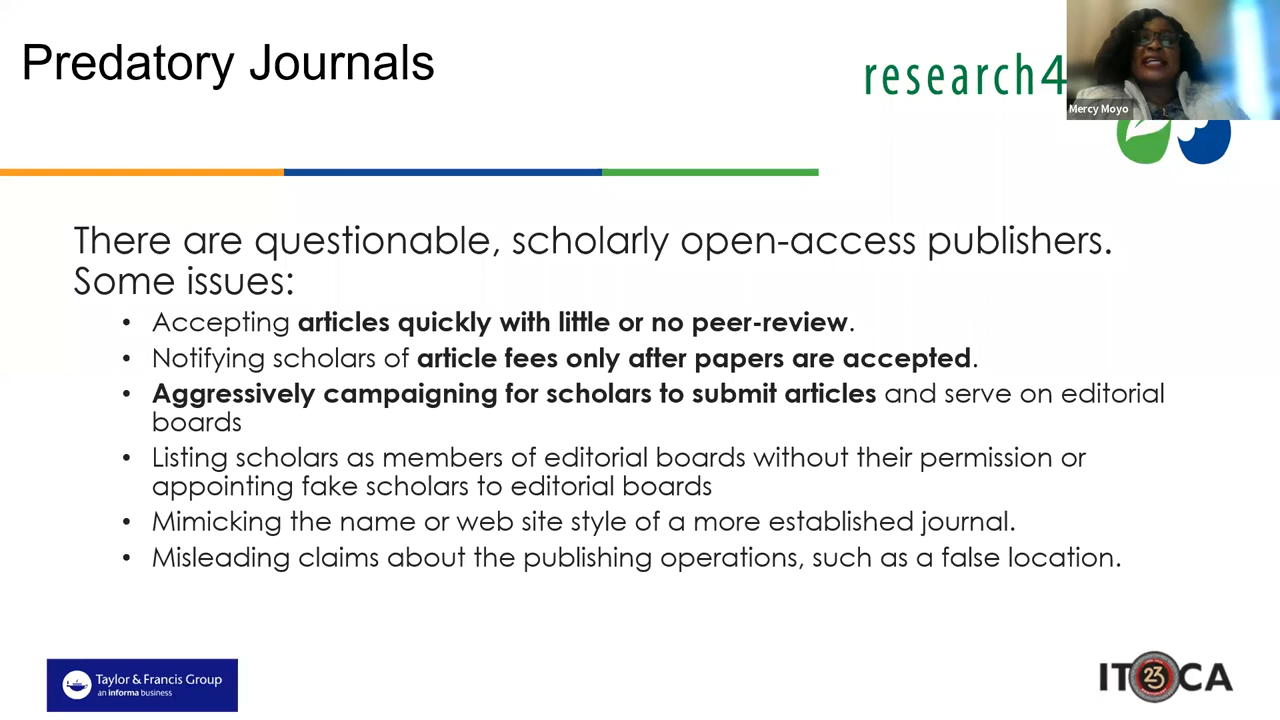 Predatory Journals
research4
Mercy Moyo
There are questionable, scholarly open-access publishers.
Some issues:
• Accepting articles quickly with little or no peer-review.
• Notifying scholars of article fees only after papers are accepted.
• Aggressively campaigning for scholars to submit articles and serve on editorial
boards
• Listing scholars as members of editorial boards without their permission or
appointing fake scholars to editorial boards
• Mimicking the name or web site style of a more established journal.
• Misleading claims about the publishing operations, such as a false location.
Taylor & Francis Group
an informa business
ITOCA
23